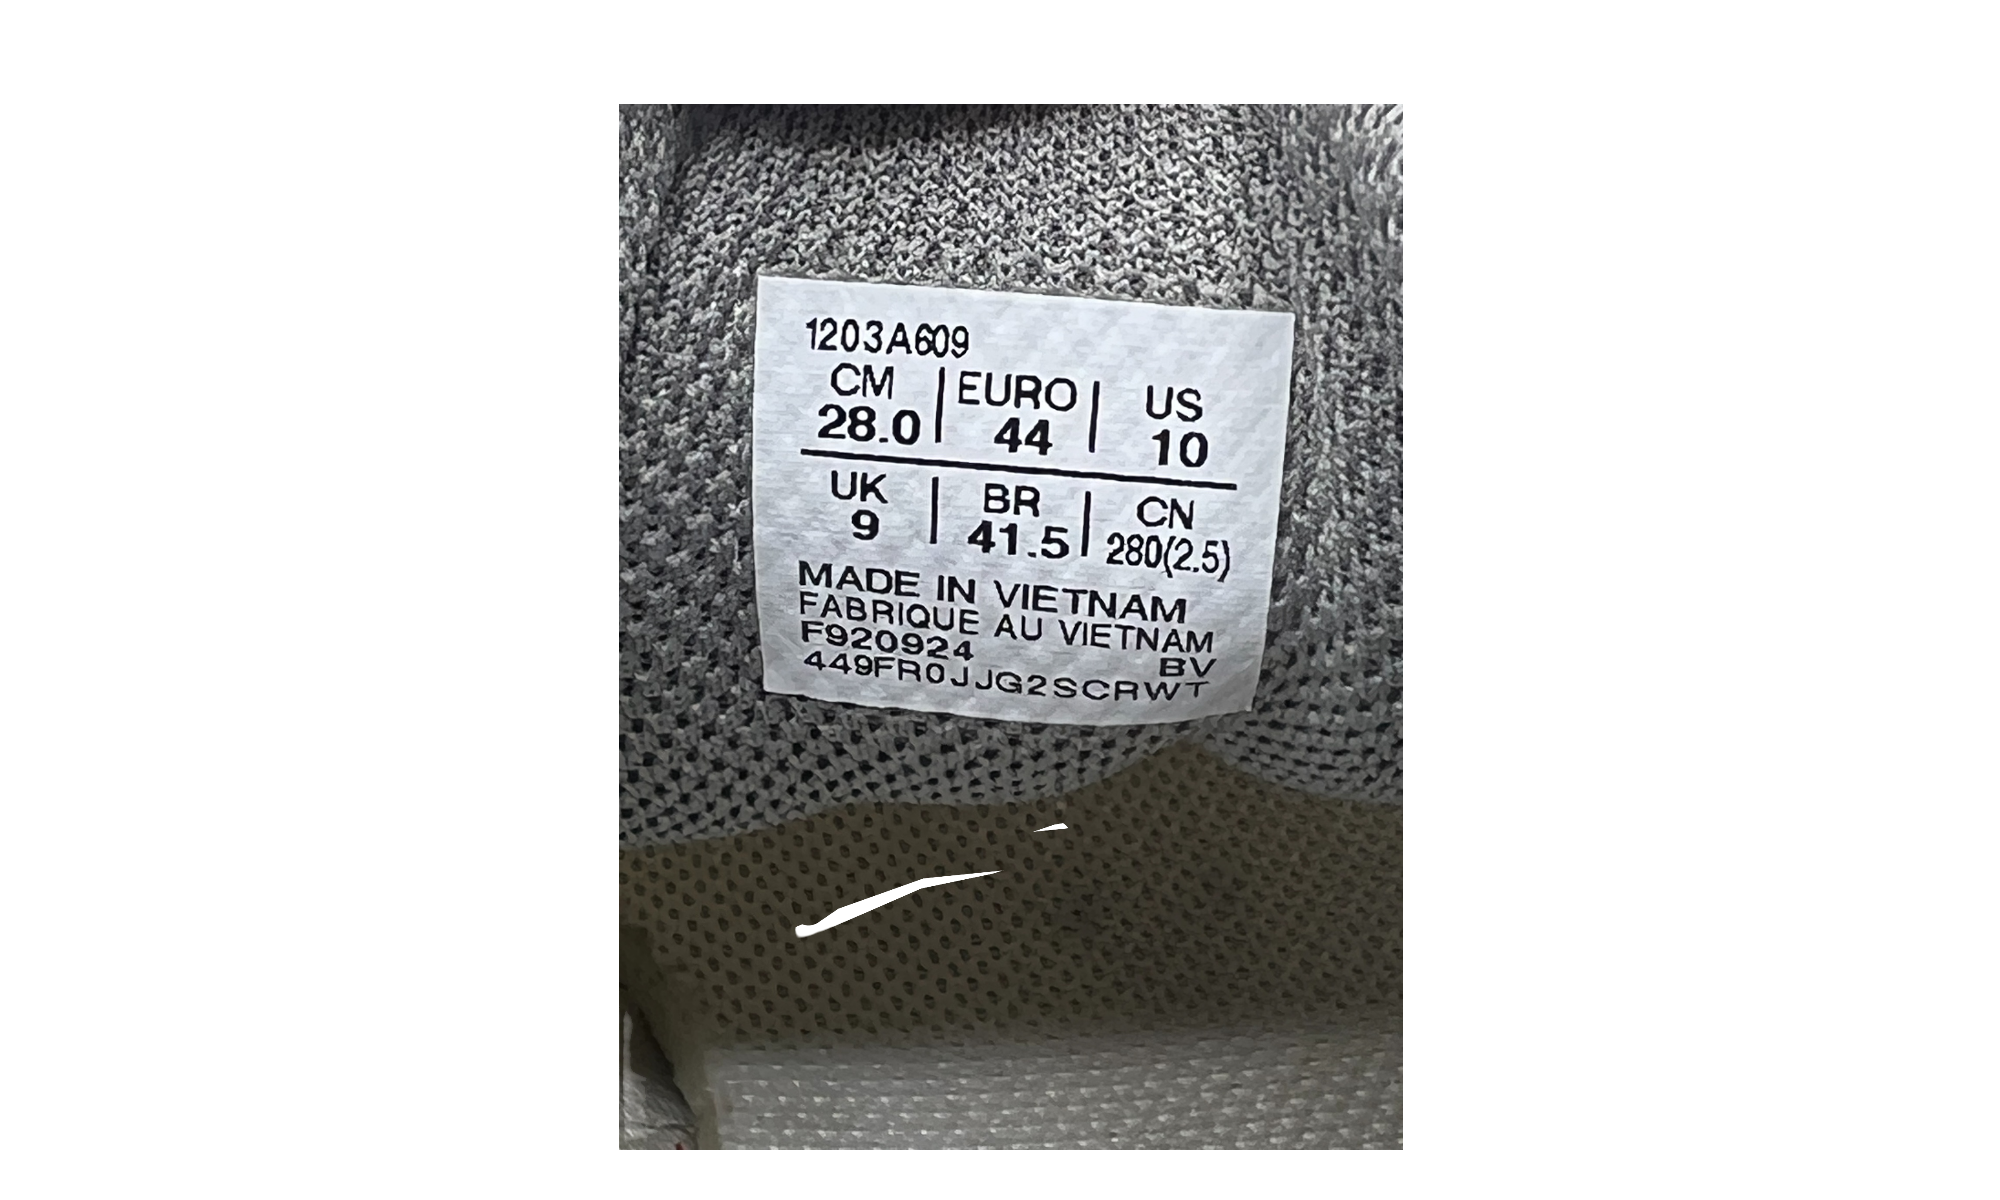 1203A609
CM | EURO | US
28.0 | 44 | 10
UK | BR | CN
9 | 41.5 | 280(2.5)
MADE IN VIETNAM
FABRIQUE AU VIETNAM
F920924 BV
449FR0JJG2SCRWT